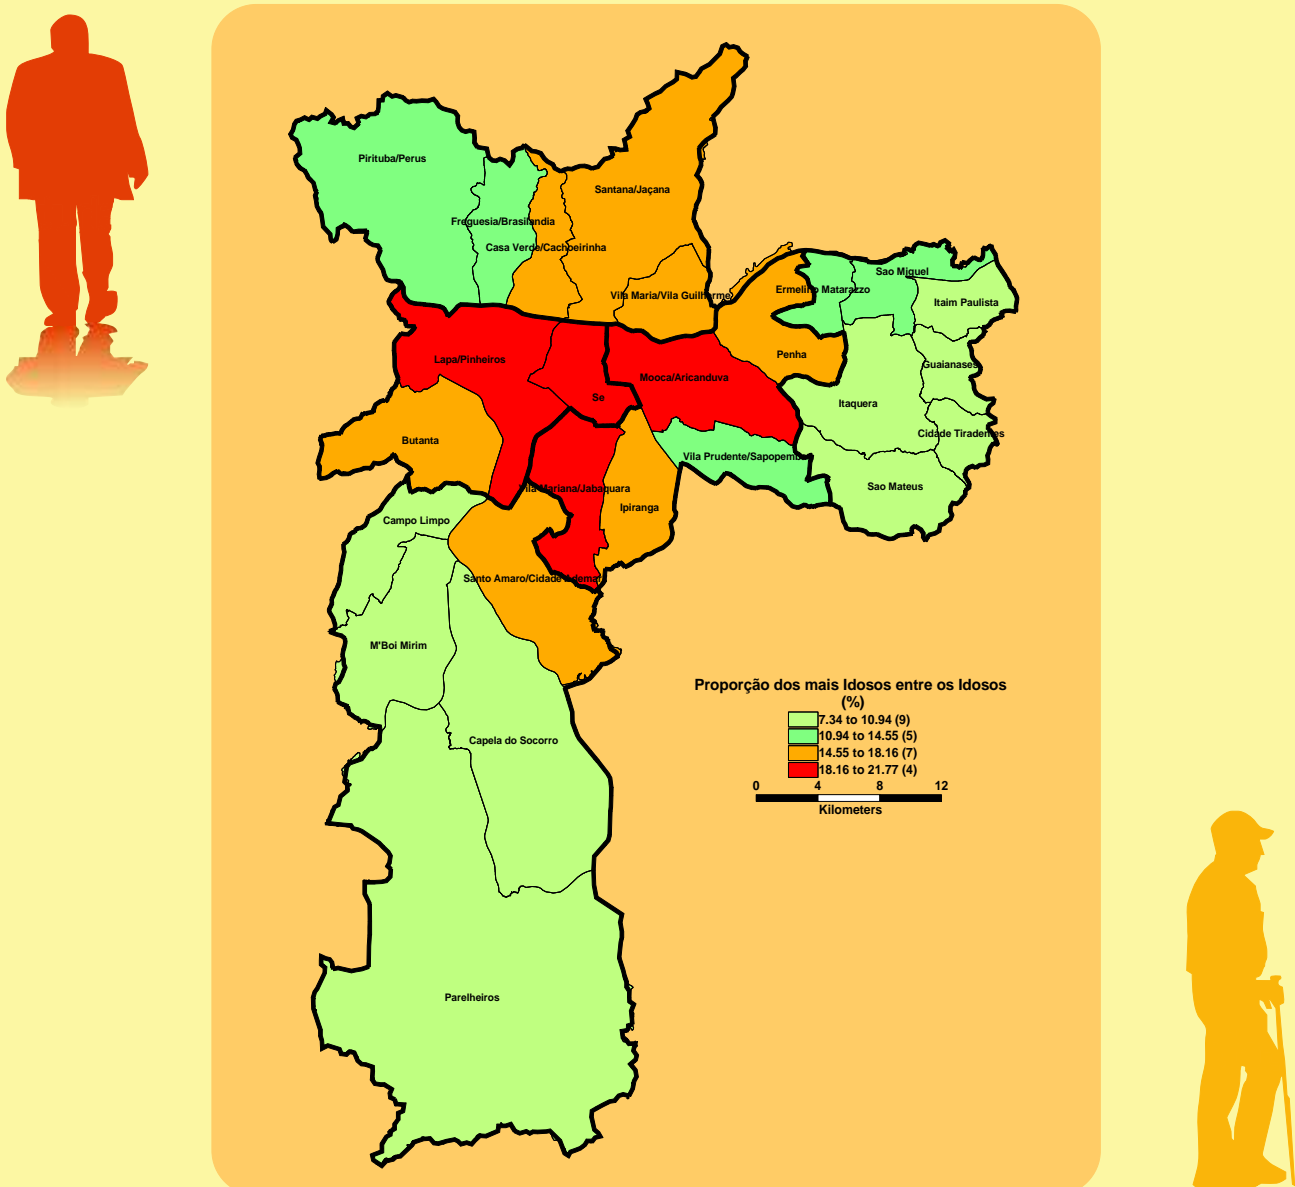 Pirituba/Perus
Santana/Jaçana
Freguesia/Brasilandia
Casa Verde/Cachoeirinha
Sao Miguel
Ermelino Matarazzo
Vila Maria/Vila Guilherme
Itaim Paulista
Lapa/Pinheiros
Penha
Guaianases
Mooca/Aricanduva
Se
Itaquera
Butanta
Cidade Tiradentes
Vila Prudente/Sapopemba
Sao Mateus
Vila Mariana/Jabaquara
Ipiranga
Campo Limpo
Santo Amaro/Cidade Ademar
M'Boi Mirim
Proporção dos mais Idosos entre os Idosos
(%)
7.34 to 10.94 (9)
10.94 to 14.55 (5)
14.55 to 18.16 (7)
18.16 to 21.77 (4)
0 4 8 12
Kilometers
Capela do Socorro
Parelheiros